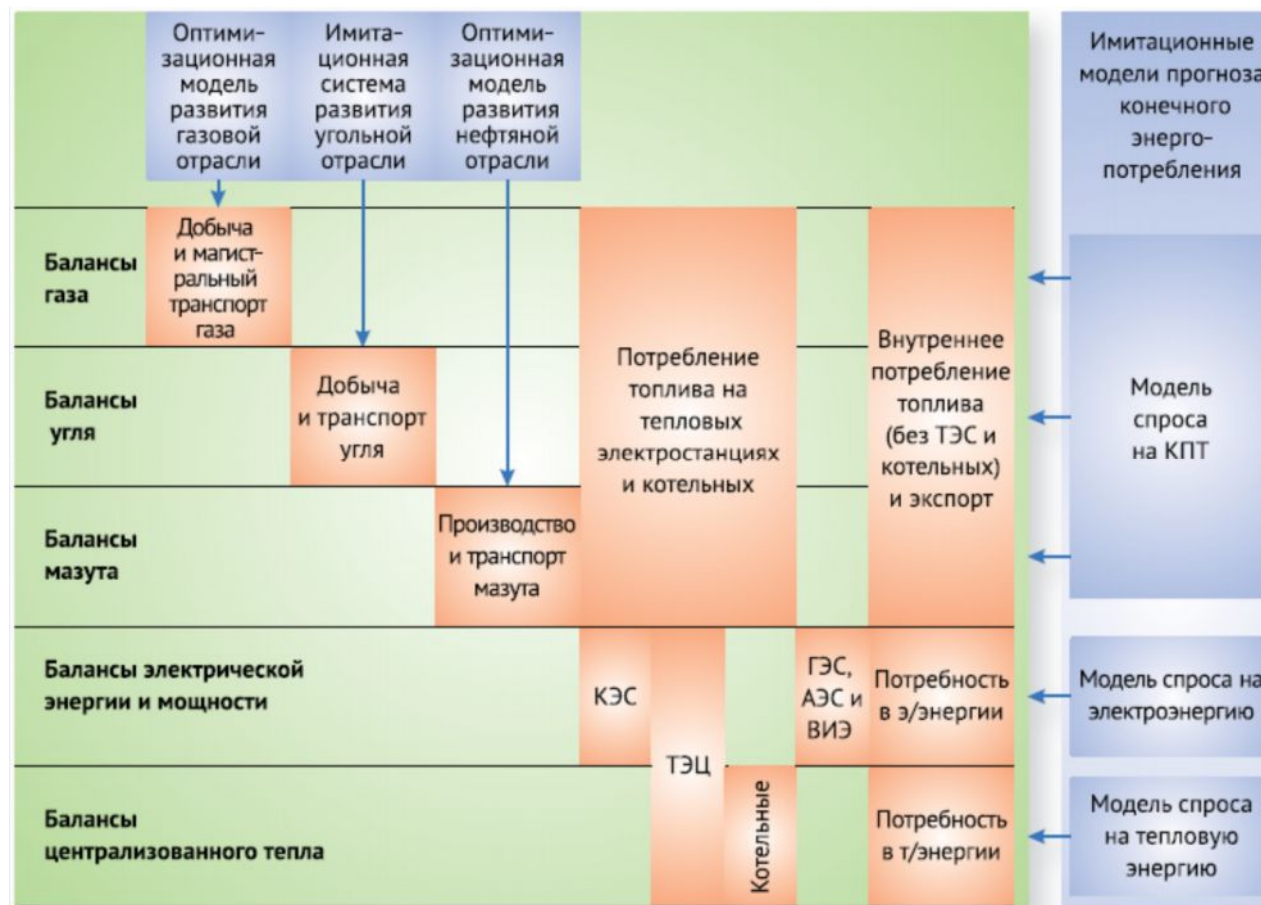 Оптими-
зационная
модель
развития
газовой
отрасли
Имита-
ционная
система
развития
угольной
отрасли
Оптими-
зационная
модель
развития
нефтяной
отрасли
Имитационные
модели прогноза
конечного
энерго-
потребления
Балансы
газа
Добыча
и магист-
ральный
транспорт
газа
Балансы
угля
Добыча
и транспорт
угля
Балансы
мазута
Производство
и транспорт
мазута
Потребление
топлива на
тепловых
электростанциях
и котельных
Внутреннее
потребление
топлива
(без ТЭС и
котельных)
и экспорт
Модель
спроса
на КПТ
Балансы электрической
энергии и мощности
КЭС
ТЭЦ
ГЭС,
АЭС и
ВИЭ
Потребность
в э/энергии
Модель спроса на
электроэнергию
Балансы
централизованного тепла
Котельные
Потребность
в т/энергии
Модель спроса
на тепловую
энергию